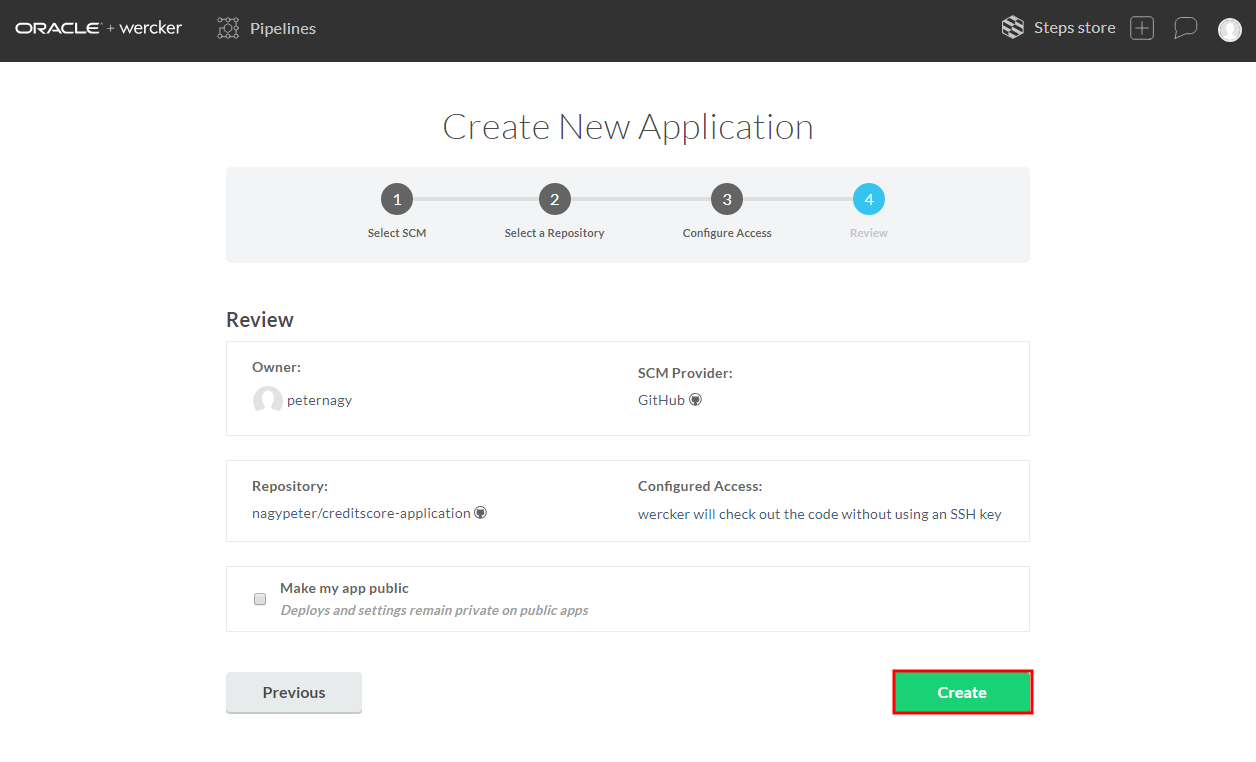 ORACLE + wercker Pipelines Steps store
Create New Application
1 2 3 4
Select SCM Select a Repository Configure Access Review
Review
Owner: SCM Provider:
peternagy GitHub
Repository: Configured Access:
nagypeter/creditscore-application wercker will check out the code without using an SSH key
Make my app public
Deploys and settings remain private on public apps
Previous Create